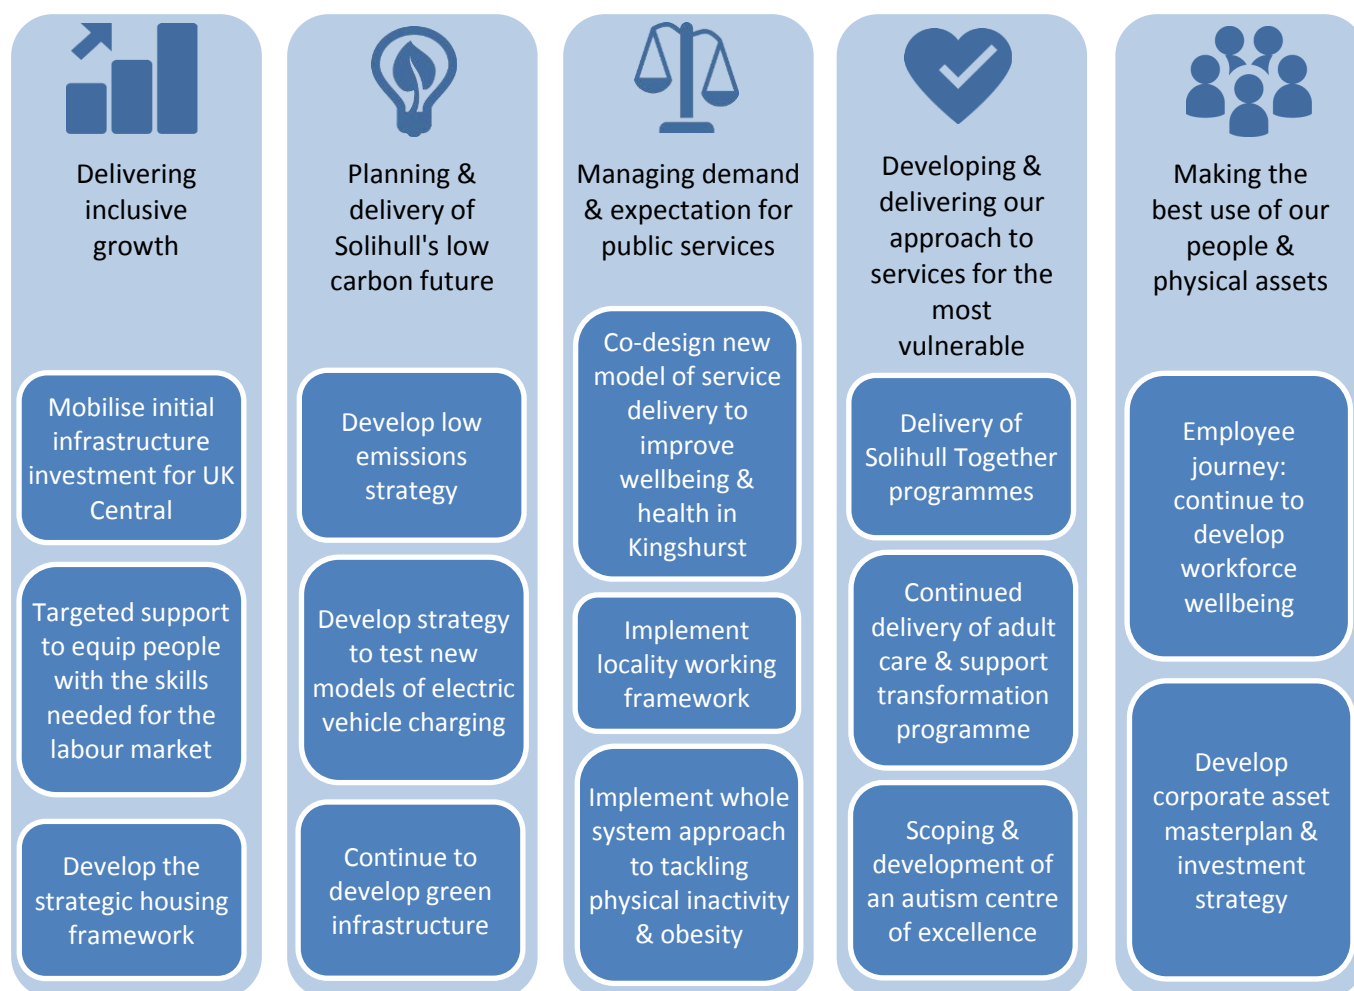 Delivering
inclusive
growth
Mobilise initial
infrastructure
investment for UK
Central
Targeted support
to equip people
with the skills
needed for the
labour market
Develop the
strategic housing
framework
Planning &
delivery of
Solihull's low
carbon future
Develop low
emissions
strategy
Develop strategy
to test new
models of electric
vehicle charging
Continue to
develop green
infrastructure
Managing demand
& expectation for
public services
Co-design new
model of service
delivery to
improve
wellbeing &
health in
Kingshurst
Implement
locality working
framework
Implement whole
system approach
to tackling
physical inactivity
& obesity
Developing &
delivering our
approach to
services for the
most
vulnerable
Delivery of
Solihull Together
programmes
Continued
delivery of adult
care & support
transformation
programme
Scoping &
development of
an autism centre
of excellence
Making the
best use of our
people &
physical assets
Employee
journey:
continue to
develop
workforce
wellbeing
Develop
corporate asset
masterplan &
investment
strategy